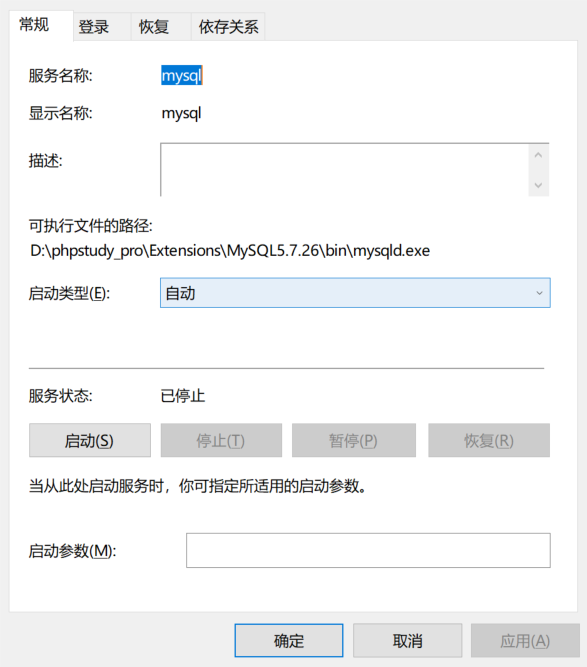 常规 登录 恢复 依存关系
服务名称: mysql
显示名称: mysql
描述:
可执行文件的路径:
D:\phpstudy_pro\Extensions\MySQL5.7.26\bin\mysqld.exe
启动类型(E): 自动
服务状态: 已停止
启动(S) 停止(T) 暂停(P) 恢复(R)
当从此处启动服务时，你可指定所适用的启动参数。
启动参数(M):
确定 取消 应用(A)